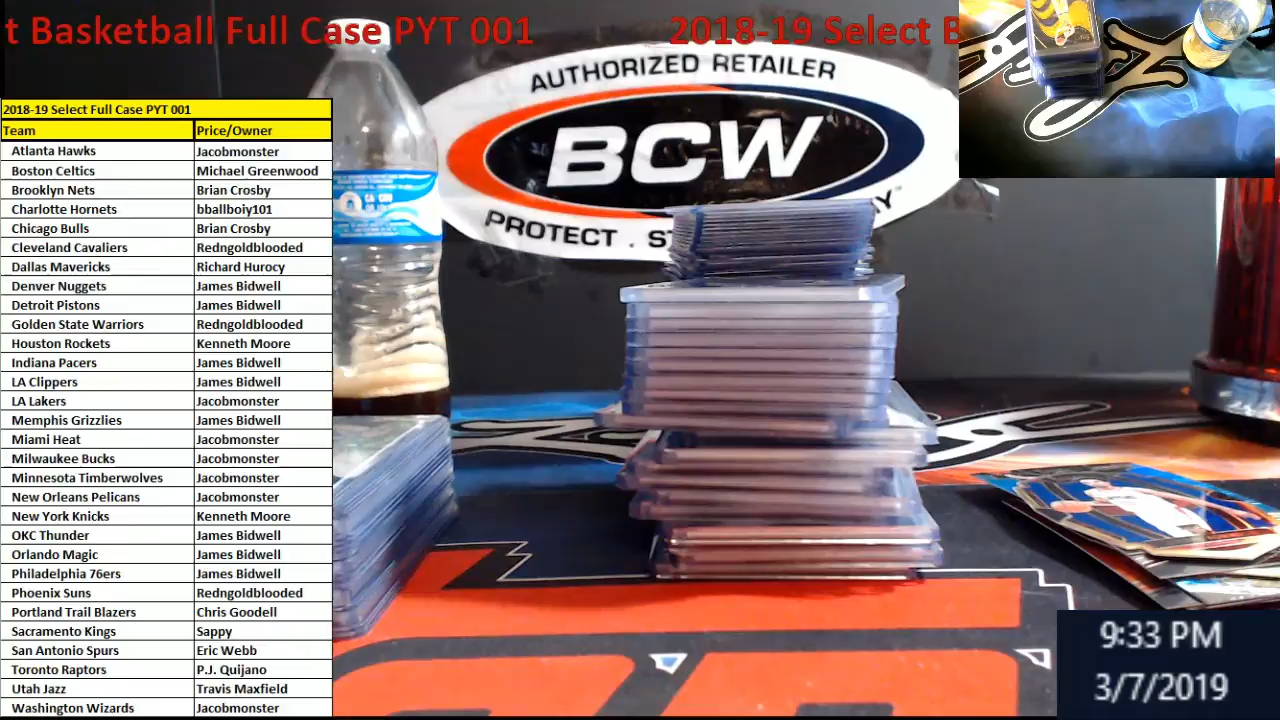 t Basketball Full Case PYT 001 2018-19 Select B
AUTHORIZED RETAILER
BCW
PROTECT . ST
2018-19 Select Full Case PYT 001
Team Price/Owner
Atlanta Hawks Jacobmonster
Boston Celtics Michael Greenwood
Brooklyn Nets Brian Crosby
Charlotte Hornets bballboiy101
Chicago Bulls Brian Crosby
Cleveland Cavaliers Redngoldblooded
Dallas Mavericks Richard Hurocy
Denver Nuggets James Bidwell
Detroit Pistons James Bidwell
Golden State Warriors Redngoldblooded
Houston Rockets Kenneth Moore
Indiana Pacers James Bidwell
LA Clippers James Bidwell
LA Lakers Jacobmonster
Memphis Grizzlies James Bidwell
Miami Heat Jacobmonster
Milwaukee Bucks Jacobmonster
Minnesota Timberwolves Jacobmonster
New Orleans Pelicans Jacobmonster
New York Knicks Kenneth Moore
OKC Thunder James Bidwell
Orlando Magic James Bidwell
Philadelphia 76ers James Bidwell
Phoenix Suns Redngoldblooded
Portland Trail Blazers Chris Goodell
Sacramento Kings Sappy
San Antonio Spurs Eric Webb
Toronto Raptors P.J. Quijano
Utah Jazz Travis Maxfield
Washington Wizards Jacobmonster
9:33 PM
3/7/2019